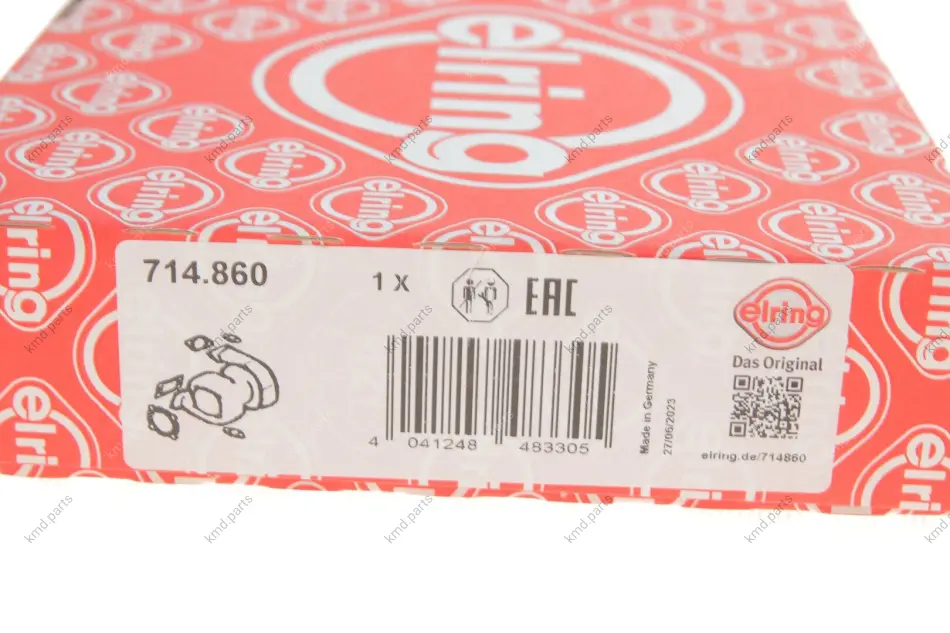 elring
714.860
1 X
EAC
elring
Das Original
4 041248 483305
Made in Germany
27/06/2023
elring.de/714860
kmd.parts